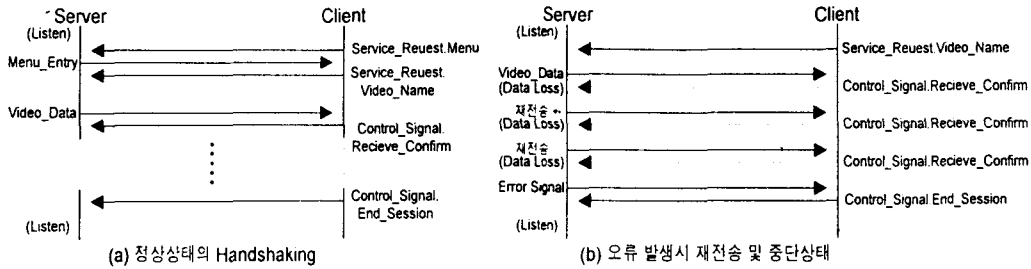 Server Client
(Listen)
Service_Reuest.Menu
Menu_Entry
Service_Reuest.
Video_Name
Video_Data
Control_Signal.
Recieve_Confirm
Control_Signal.
End_Session
(Listen)
(a) 정상상태의 Handshaking
Server Client
(Listen)
Service_Reuest.Video_Name
Video_Data
(Data Loss) Control_Signal.Recieve_Confirm
재전송
(Data Loss) Control_Signal.Recieve_Confirm
재전송
(Data Loss) Control_Signal.Recieve_Confirm
Error Signal
Control_Signal End_Session
(Listen)
(b) 오류 발생시 재전송 및 중단상태